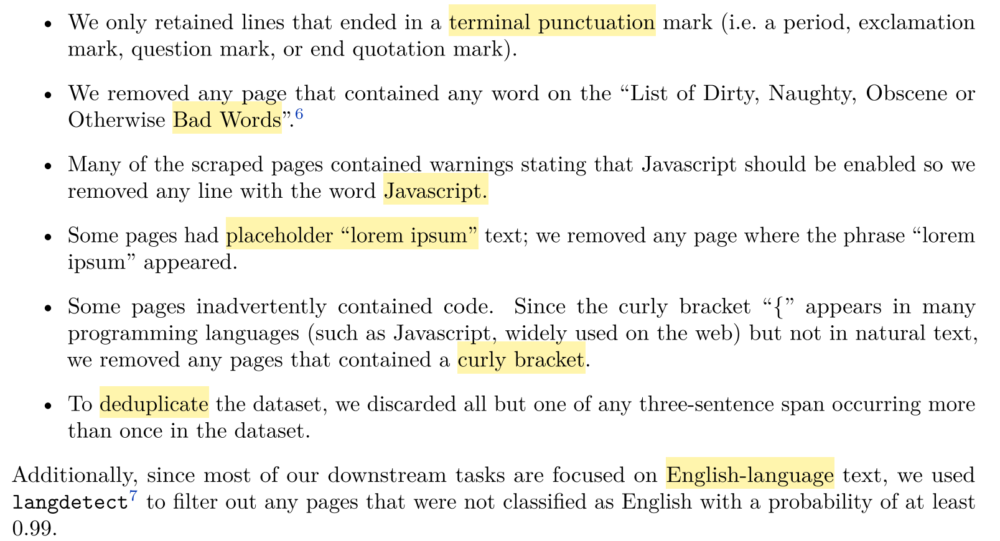 • We only retained lines that ended in a terminal punctuation mark (i.e. a period, exclamation
mark, question mark, or end quotation mark).
• We removed any page that contained any word on the “List of Dirty, Naughty, Obscene or
Otherwise Bad Words”.6
• Many of the scraped pages contained warnings stating that Javascript should be enabled so we
removed any line with the word Javascript.
• Some pages had placeholder “lorem ipsum” text; we removed any page where the phrase “lorem
ipsum” appeared.
• Some pages inadvertently contained code. Since the curly bracket “{” appears in many
programming languages (such as Javascript, widely used on the web) but not in natural text,
we removed any pages that contained a curly bracket.
• To deduplicate the dataset, we discarded all but one of any three-sentence span occurring more
than once in the dataset.
Additionally, since most of our downstream tasks are focused on English-language text, we used
langdetect7 to filter out any pages that were not classified as English with a probability of at least
0.99.